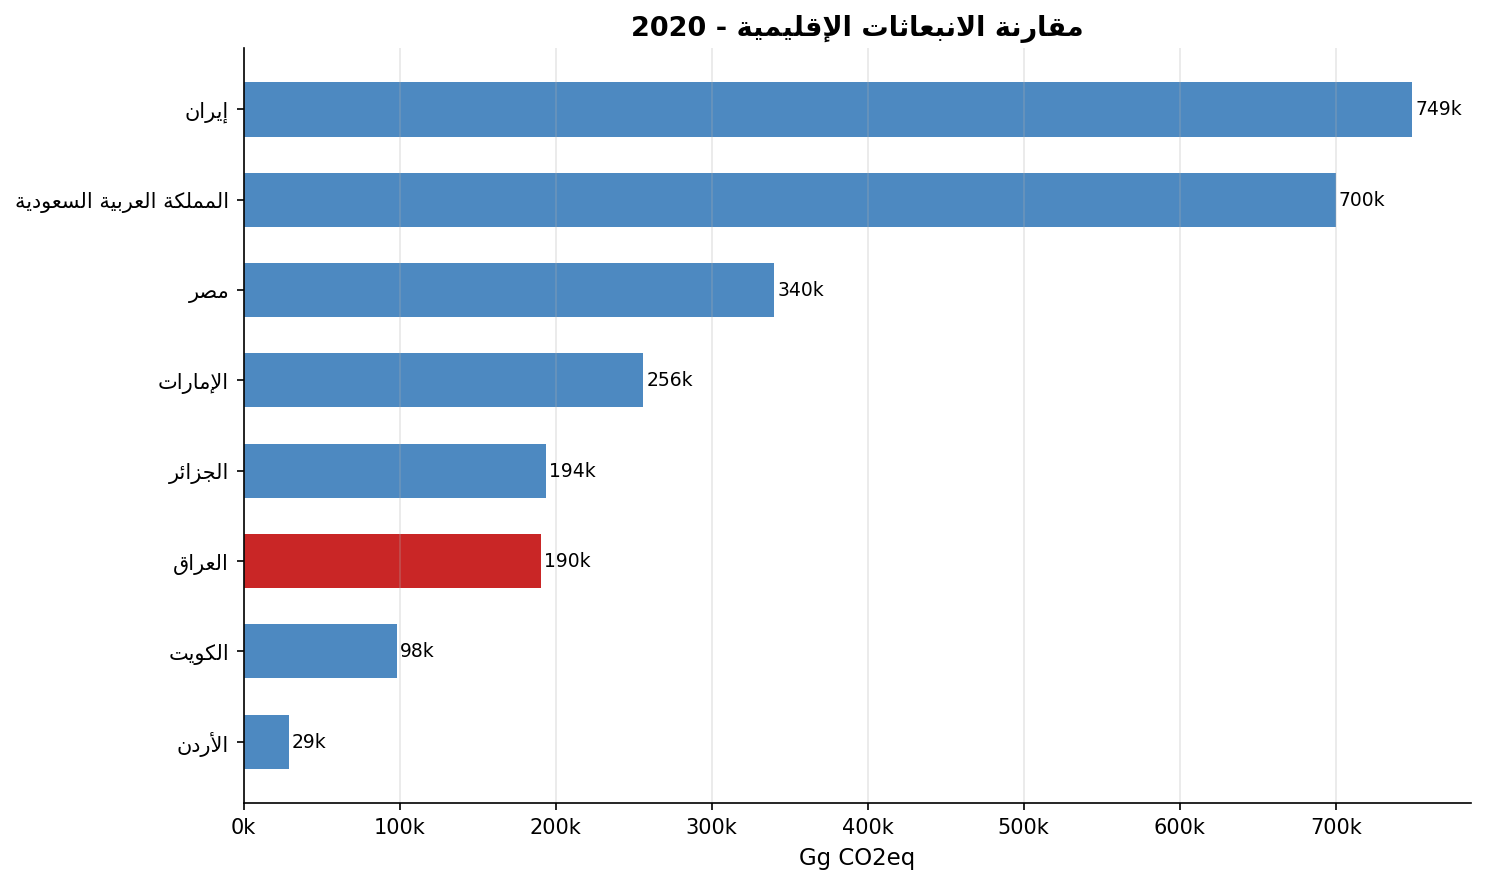 مقارنة الانبعاثات الإقليمية - 2020
إيران
749k
المملكة العربية السعودية
700k
مصر
340k
الإمارات
256k
الجزائر
194k
العراق
190k
الكويت
98k
الأردن
29k
0k 100k 200k 300k 400k 500k 600k 700k
Gg CO2eq